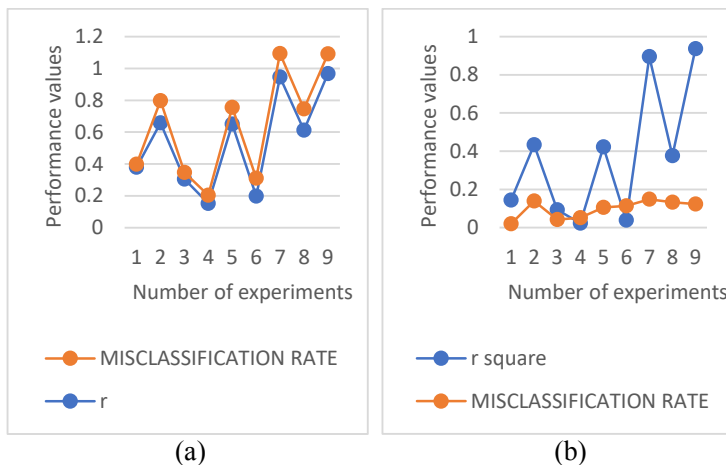 Performance values
1.2
1
0.8
0.6
0.4
0.2
0
1 2 3 4 5 6 7 8 9
Number of experiments
MISCLASSIFICATION RATE
r
(a)
Performance values
1
0.8
0.6
0.4
0.2
0
1 2 3 4 5 6 7 8 9
Number of experiments
r square
MISCLASSIFICATION RATE
(b)